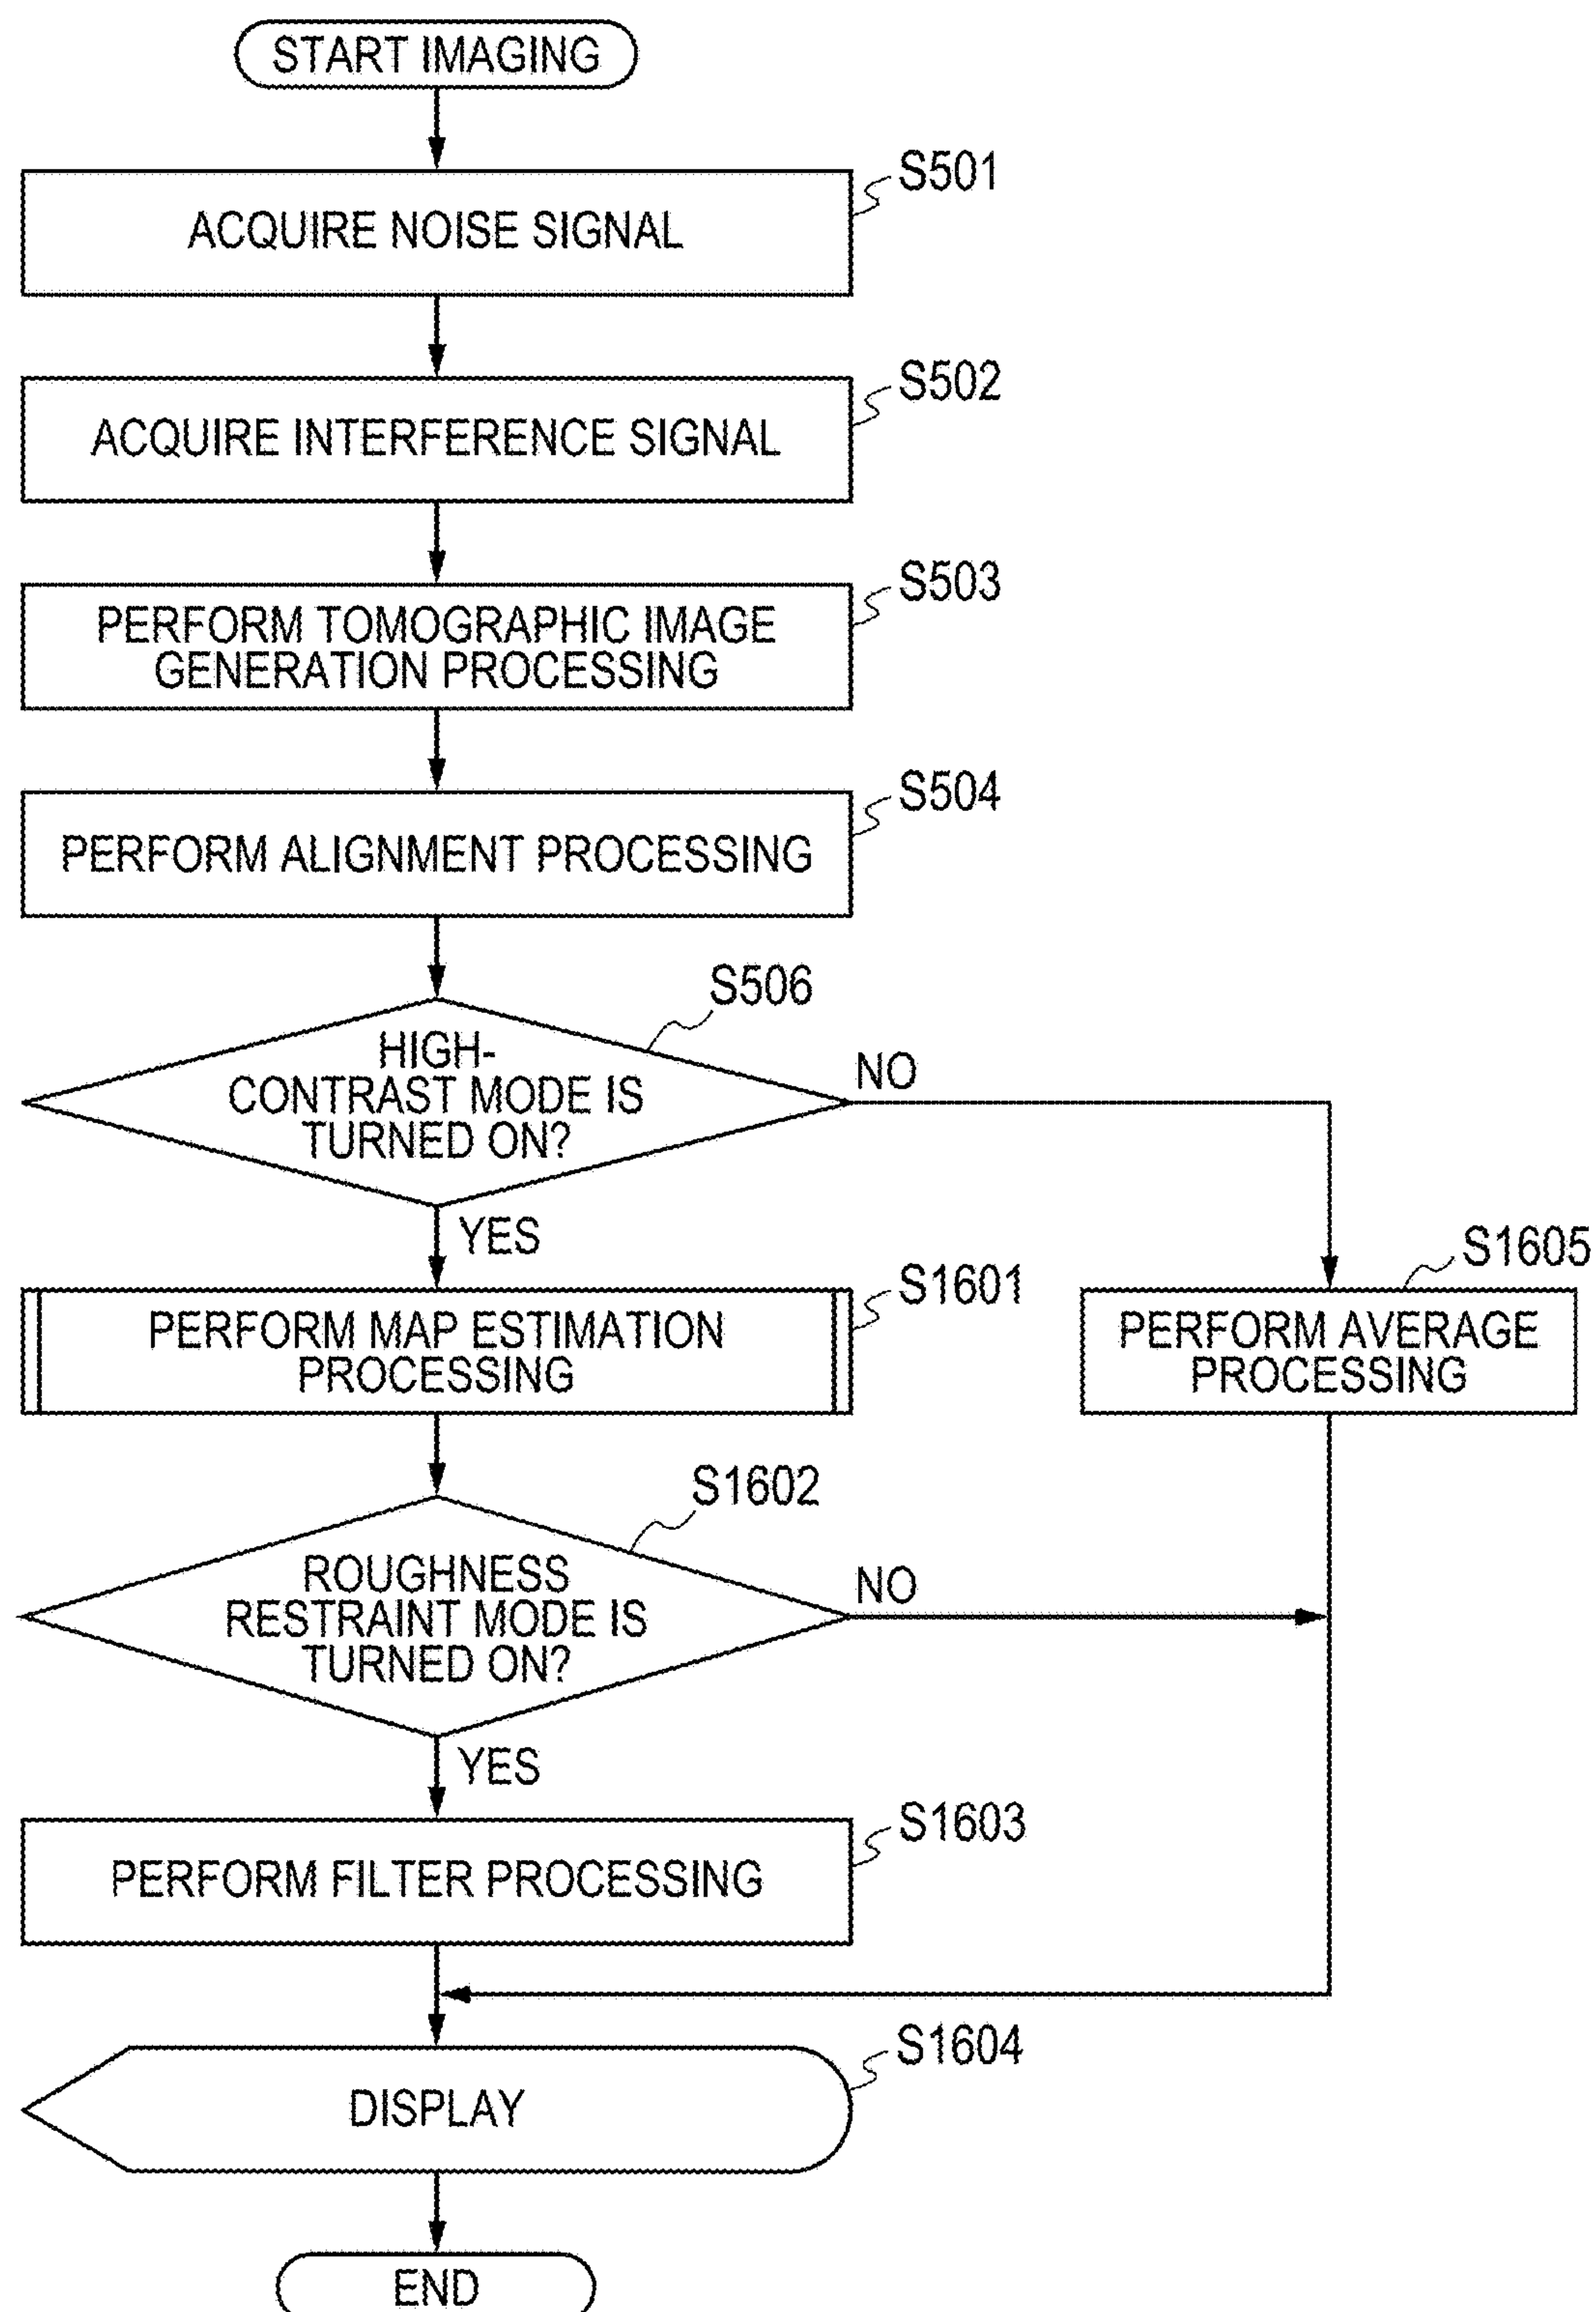 START IMAGING
S501
ACQUIRE NOISE SIGNAL
S502
ACQUIRE INTERFERENCE SIGNAL
S503
PERFORM TOMOGRAPHIC IMAGE
GENERATION PROCESSING
S504
PERFORM ALIGNMENT PROCESSING
S506
HIGH-
CONTRAST MODE IS
TURNED ON?
NO
YES
S1601
PERFORM MAP ESTIMATION
PROCESSING
S1605
PERFORM AVERAGE
PROCESSING
S1602
ROUGHNESS
RESTRAINT MODE IS
TURNED ON?
NO
YES
S1603
PERFORM FILTER PROCESSING
S1604
DISPLAY
END